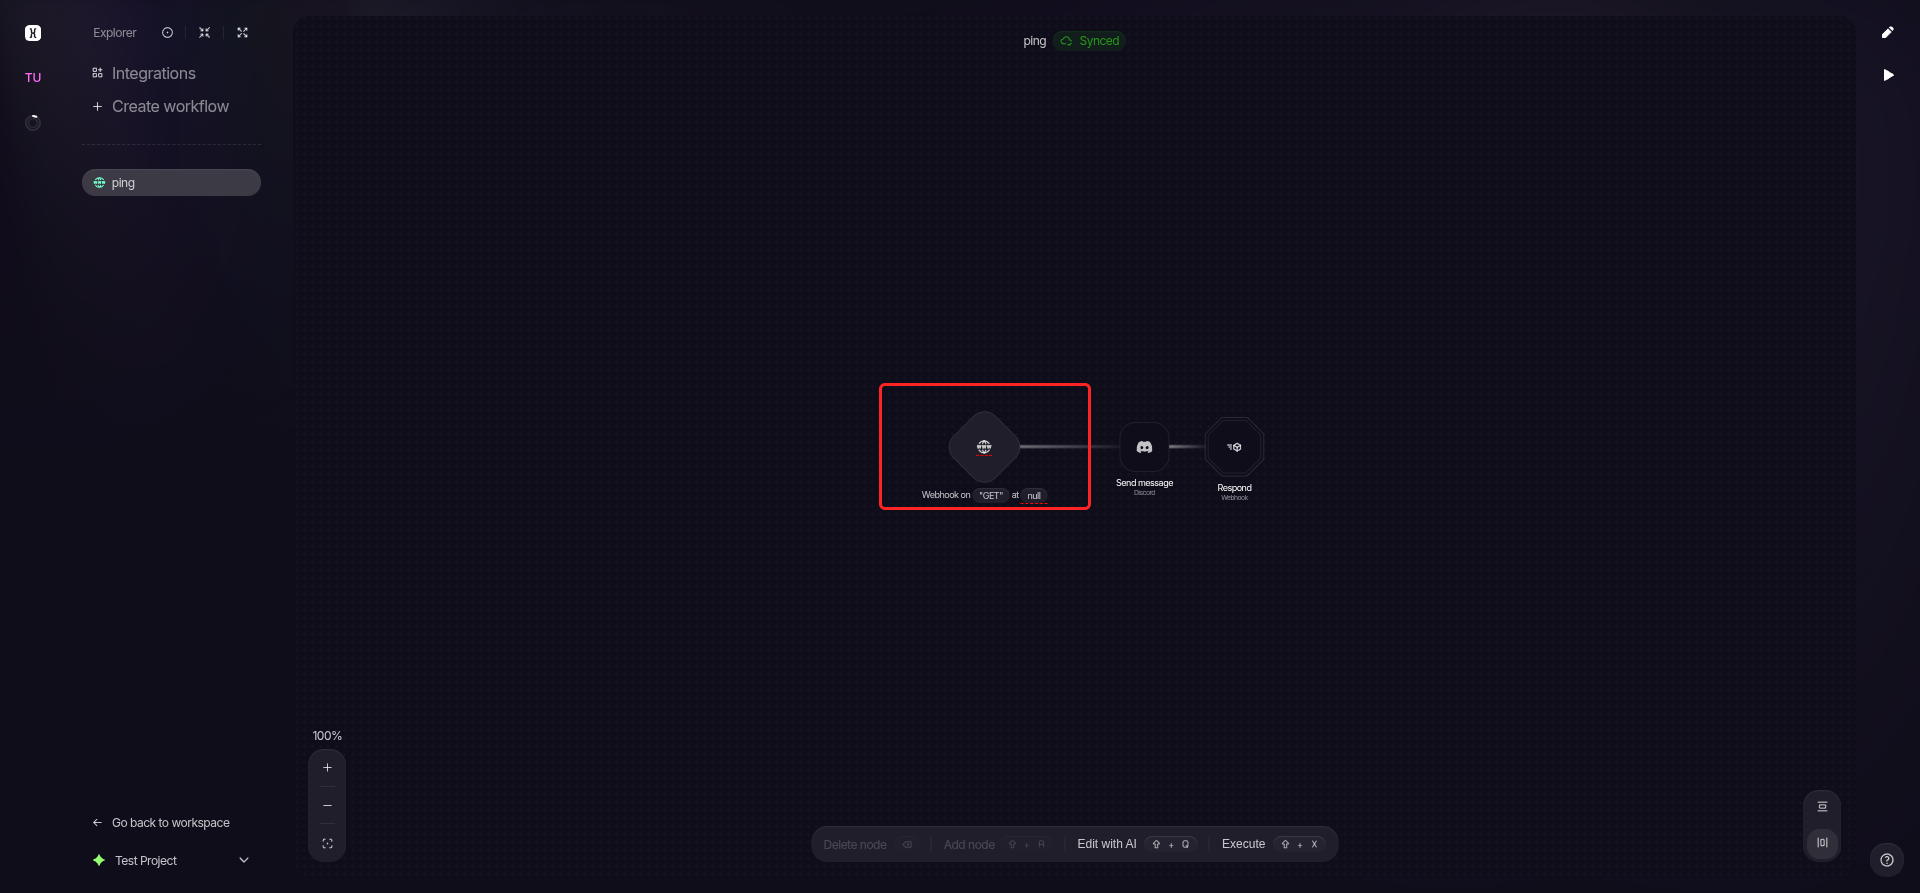 Explorer
TU
Integrations
Create workflow
ping
ping Synced
Webhook on "GET" at null
Send message
Discord
Respond
Webhook
100%
Go back to workspace
Test Project
Delete node
Add node ⇧ + A
Edit with AI ⇧ + Q
Execute ⇧ + X